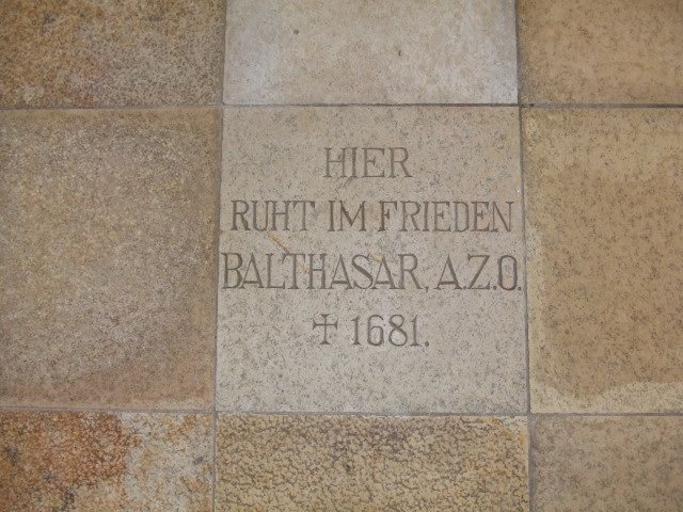 HIER
RUHT IM FRIEDEN
BALTHASAR, A.Z.O.
✝ 1681.